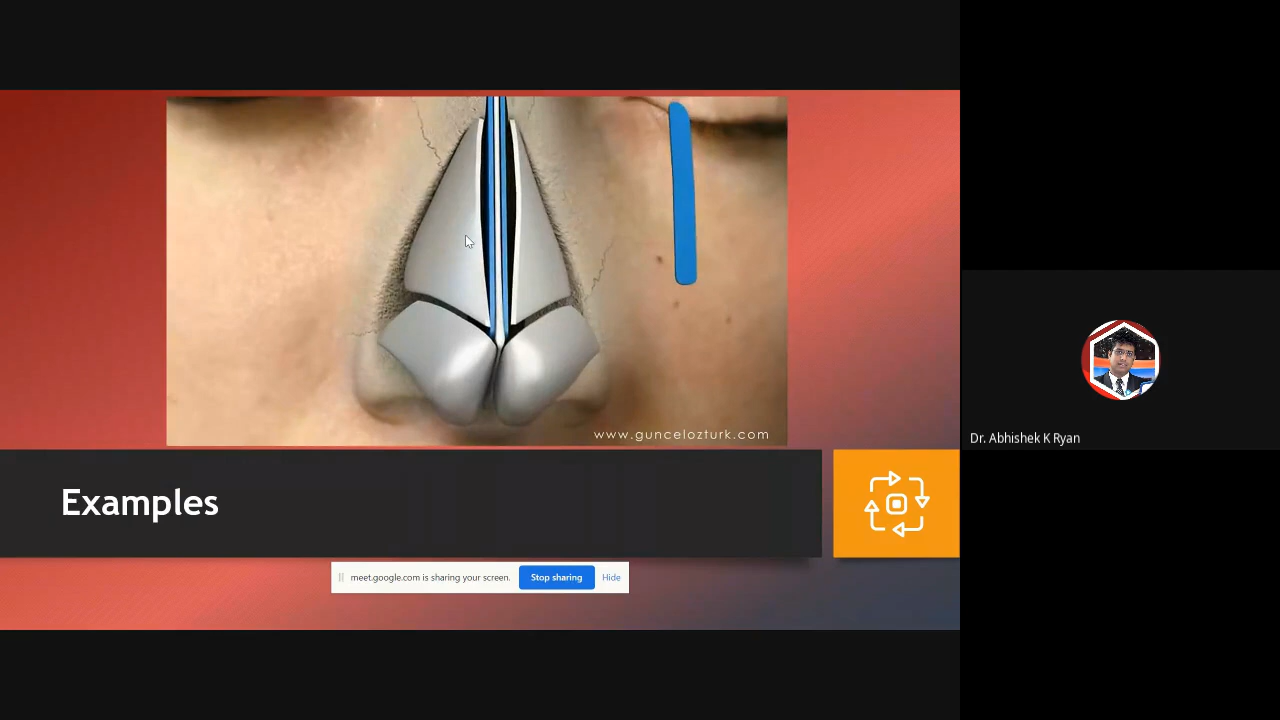 www.guncelozturk.com
Examples
meet.google.com is sharing your screen. Stop sharing Hide
Dr. Abhishek K Ryan